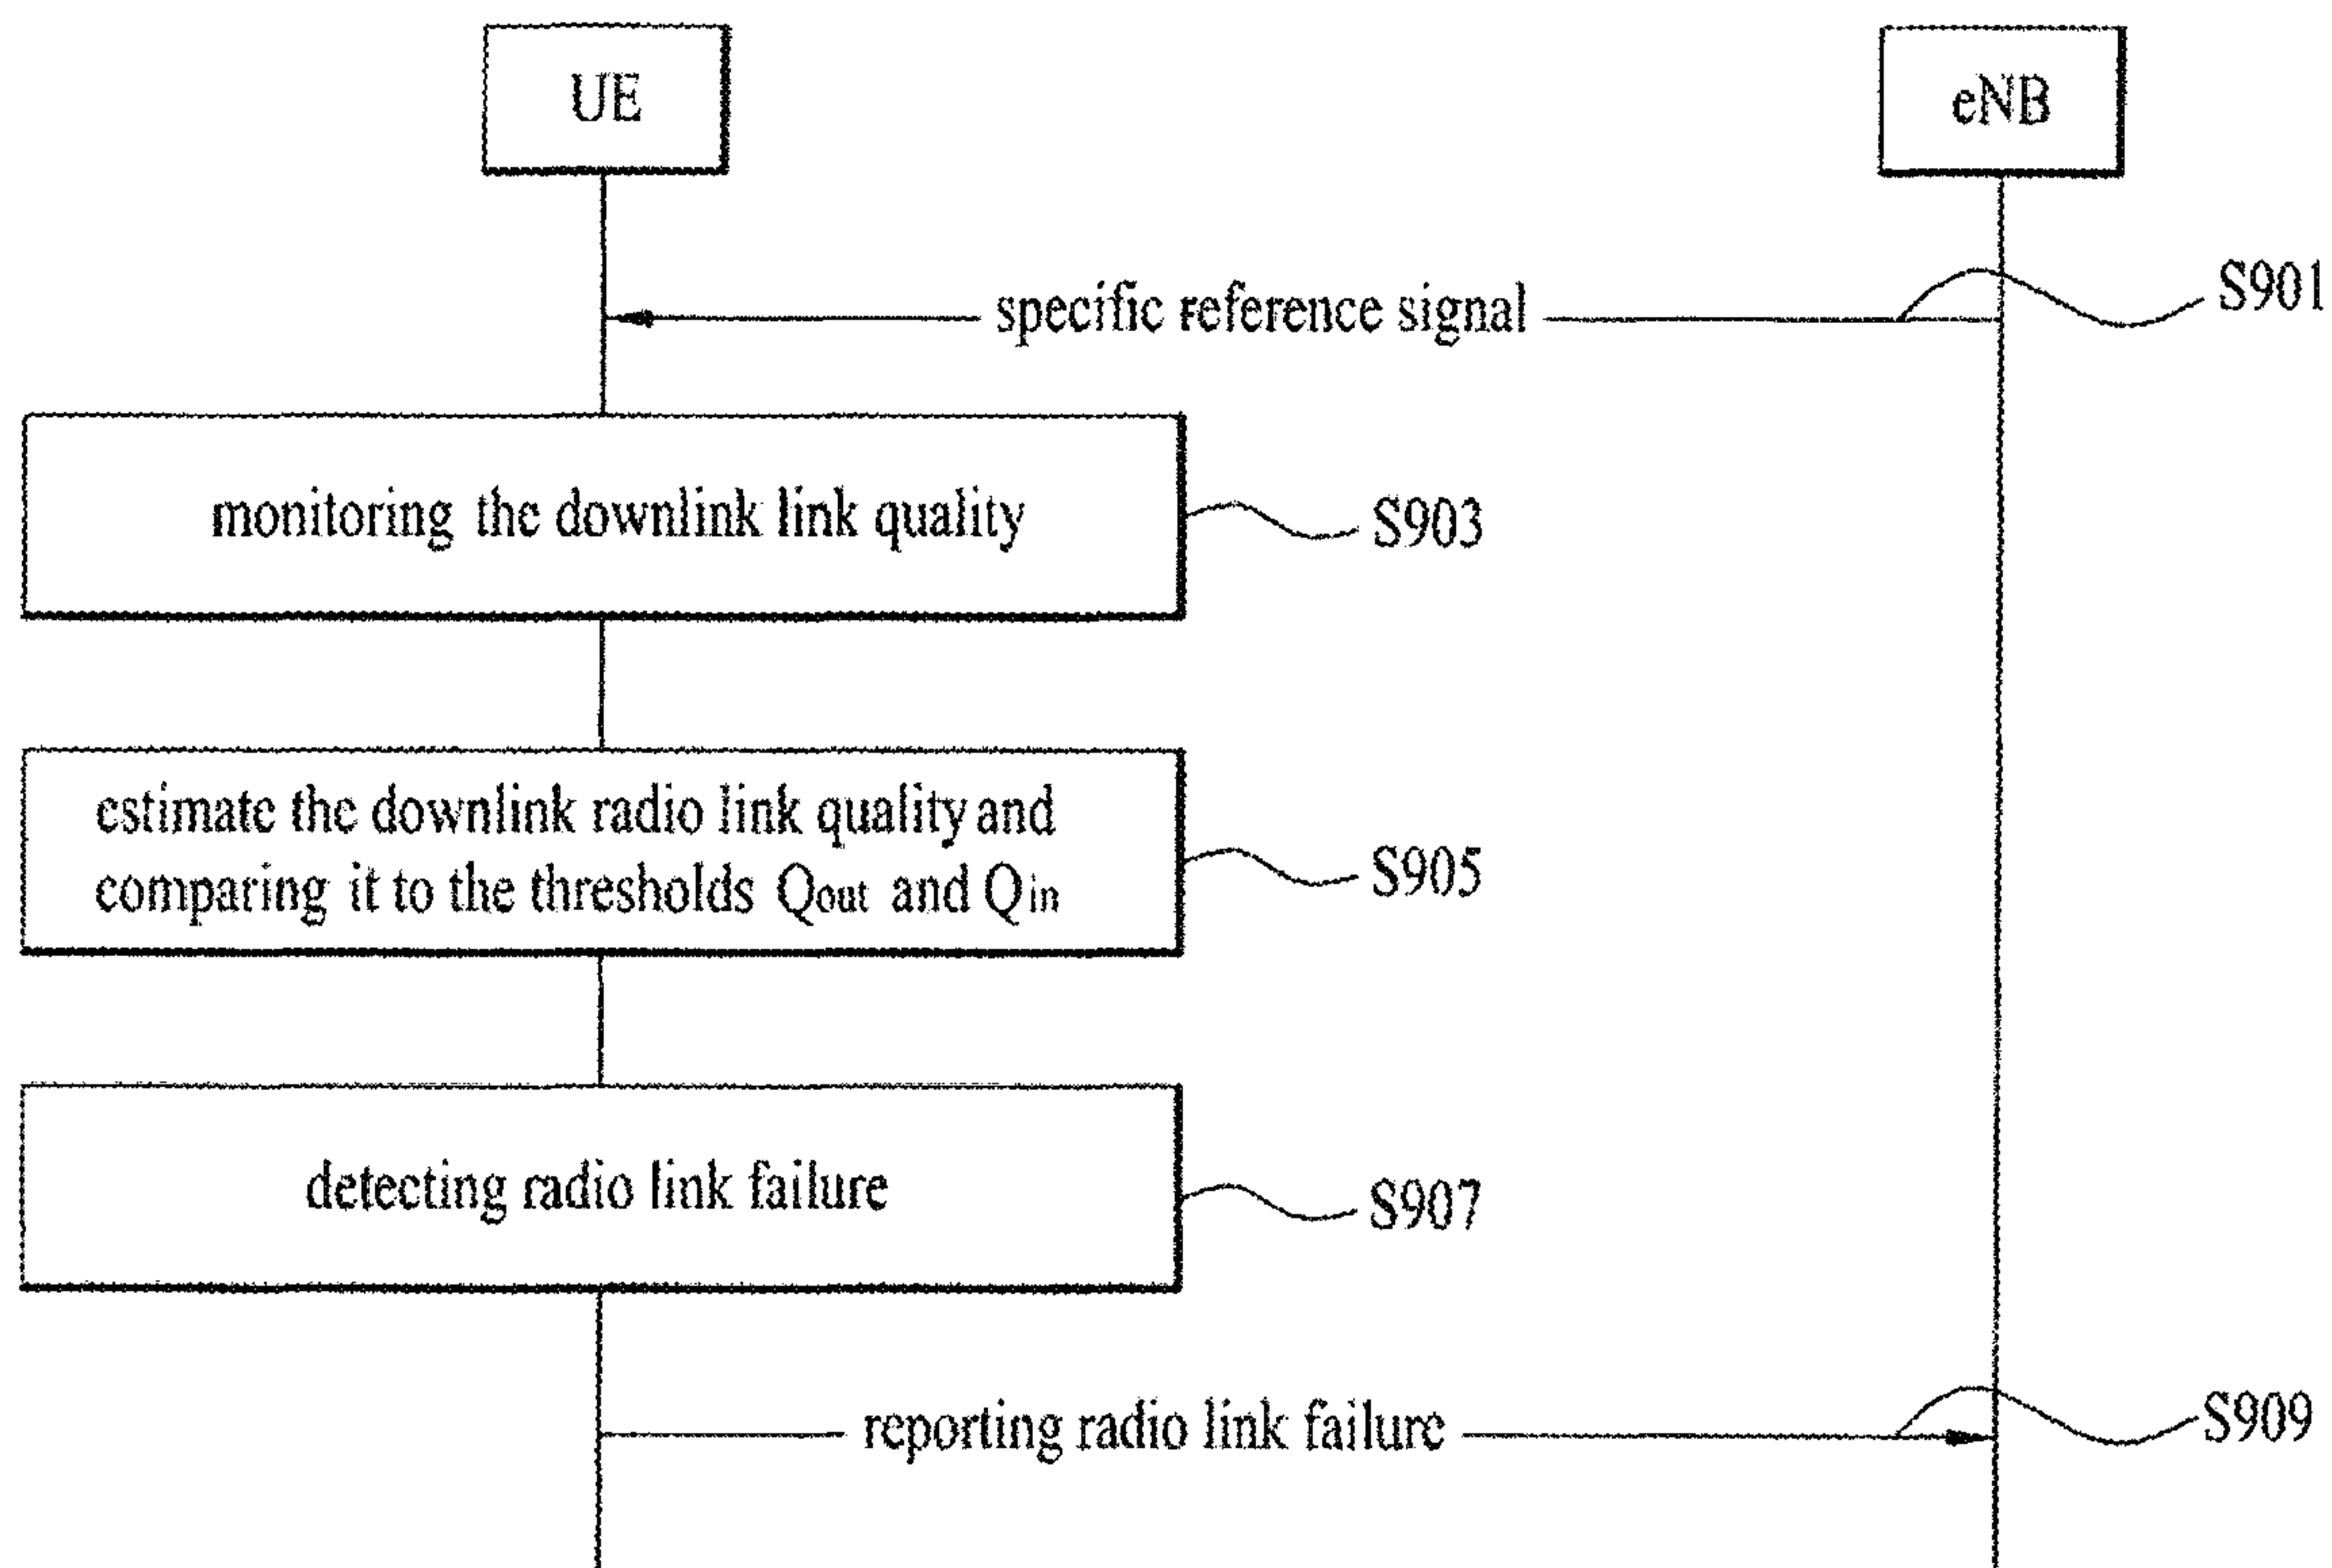 UE
eNB
specific reference signal
S901
monitoring the downlink link quality
S903
estimate the downlink radio link quality and
comparing it to the thresholds Qout and Qin
S905
detecting radio link failure
S907
reporting radio link failure
S909